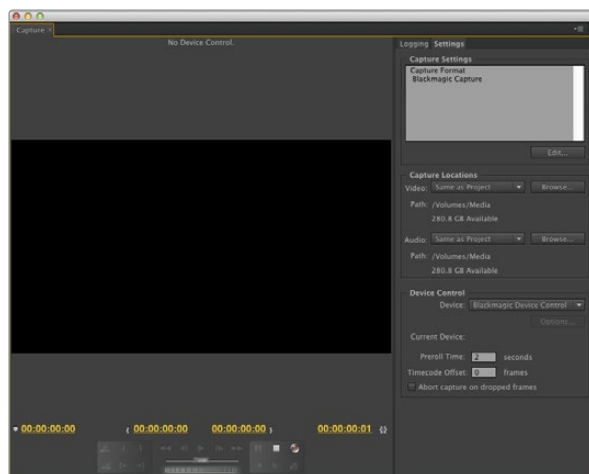 Capture ×
No Device Control.
Logging Settings
Capture Settings
Capture Format
Blackmagic Capture
Edit...
Capture Locations
Video: Same as Project Browse...
Path: /Volumes/Media
280.8 GB Available
Audio: Same as Project Browse...
Path: /Volumes/Media
280.8 GB Available
Device Control
Device: Blackmagic Device Control
Options...
Current Device:
Preroll Time: 2 seconds
Timecode Offset: 0 frames
Abort capture on dropped frames
00:00:00:00 { 00:00:00:00 00:00:00:00 } 00:00:00:01 {}